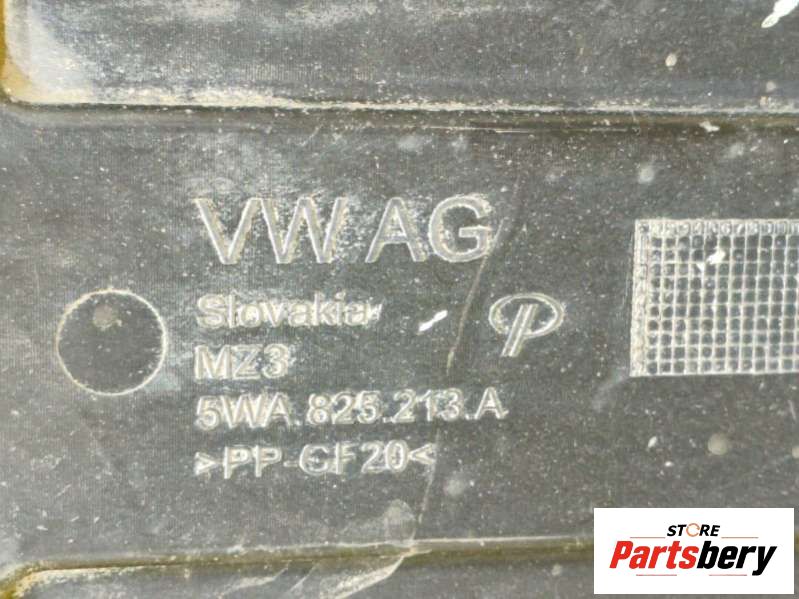 VW AG
Slovakia
MZ3
5WA.825.213.A
>PP-GF20<
STORE
Partsbery